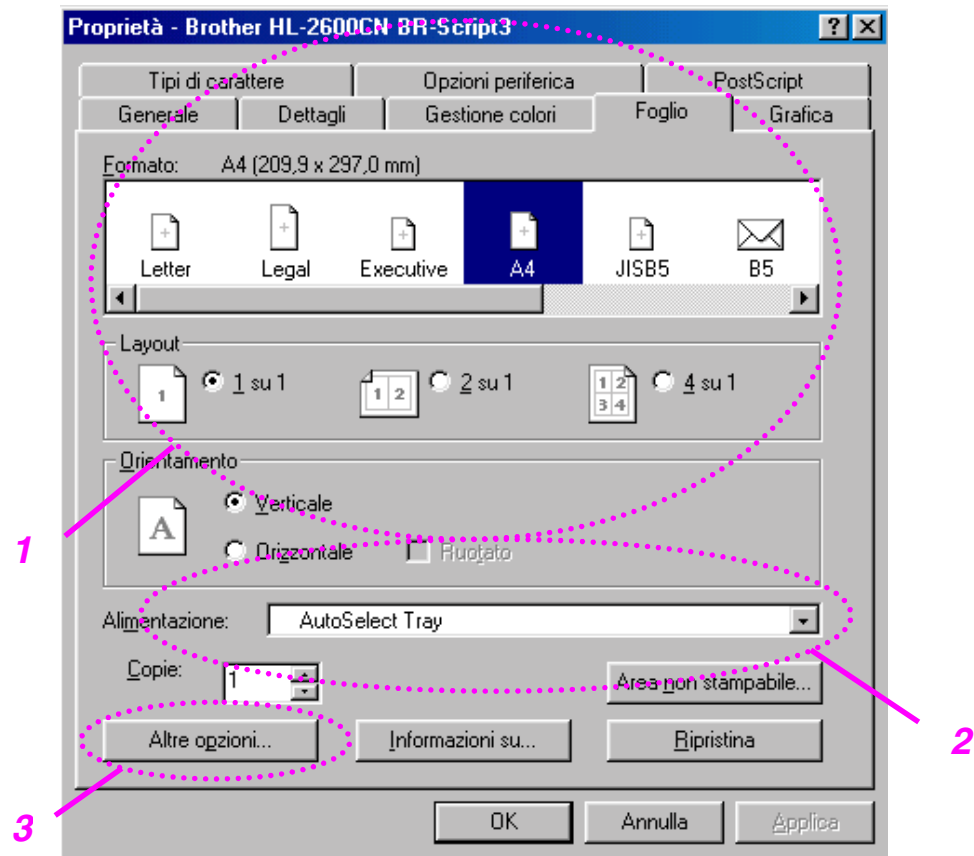 Proprietà - Brother HL-2600CN BR-Script3
Tipi di carattere Opzioni periferica PostScript
Generale Dettagli Gestione colori Foglio Grafica
Formato: A4 (209,9 x 297,0 mm)
Letter Legal Executive A4 JISB5 B5
Layout
1 1 su 1 1 2 2 su 1 1 2 4 su 1
3 4
Orientamento
A Verticale
Orizzontale Ruotato
1
Alimentazione: AutoSelect Tray
Copie: 1 Area non stampabile...
2
Altre opzioni... Informazioni su... Ripristina
3
OK Annulla Applica